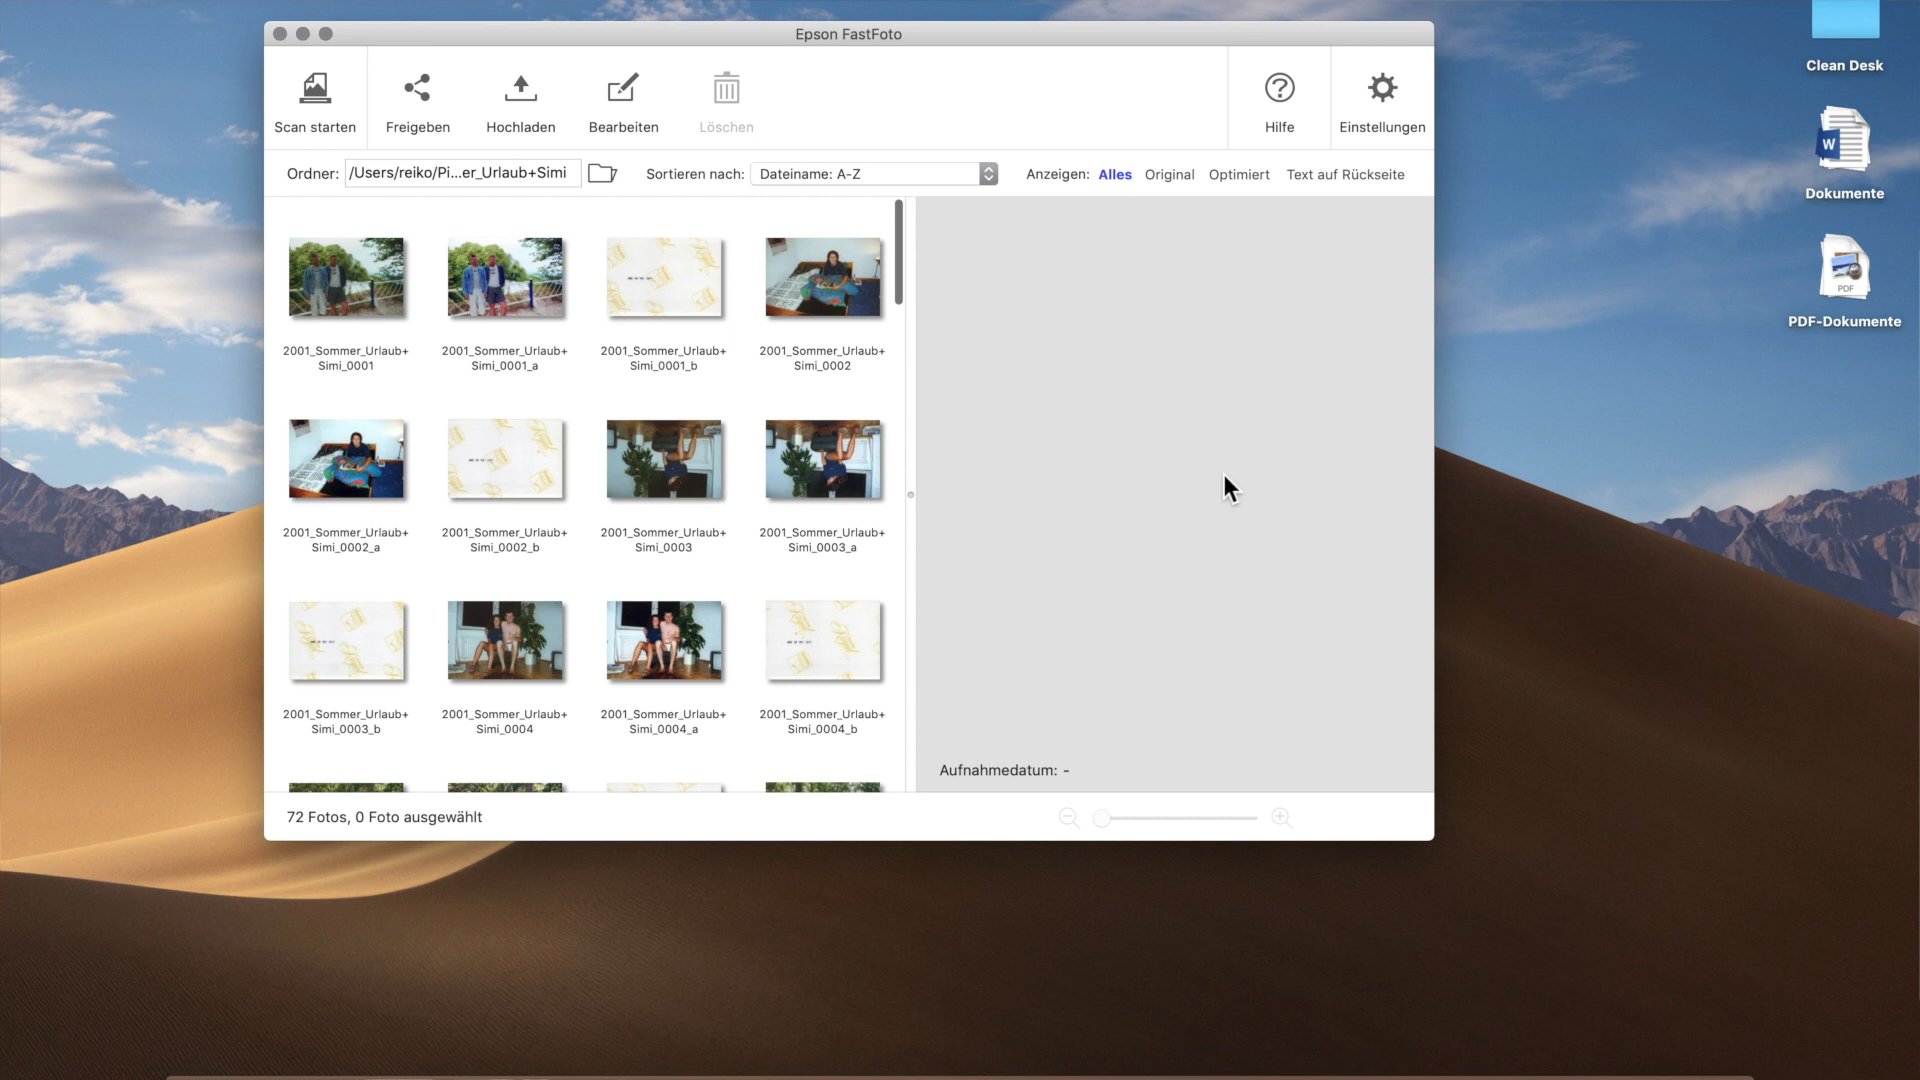 Epson FastFoto
Scan starten
Freigeben
Hochladen
Bearbeiten
Löschen
Hilfe
Einstellungen
Ordner: /Users/reiko/Pi...er_Urlaub+Simi
Sortieren nach: Dateiname: A-Z
Anzeigen: Alles Original Optimiert Text auf Rückseite
2001_Sommer_Urlaub+
Simi_0001
2001_Sommer_Urlaub+
Simi_0001_a
2001_Sommer_Urlaub+
Simi_0001_b
2001_Sommer_Urlaub+
Simi_0002
2001_Sommer_Urlaub+
Simi_0002_a
2001_Sommer_Urlaub+
Simi_0002_b
2001_Sommer_Urlaub+
Simi_0003
2001_Sommer_Urlaub+
Simi_0003_a
2001_Sommer_Urlaub+
Simi_0003_b
2001_Sommer_Urlaub+
Simi_0004
2001_Sommer_Urlaub+
Simi_0004_a
2001_Sommer_Urlaub+
Simi_0004_b
Aufnahmedatum: -
72 Fotos, 0 Foto ausgewählt
Clean Desk
W
Dokumente
PDF
PDF-Dokumente